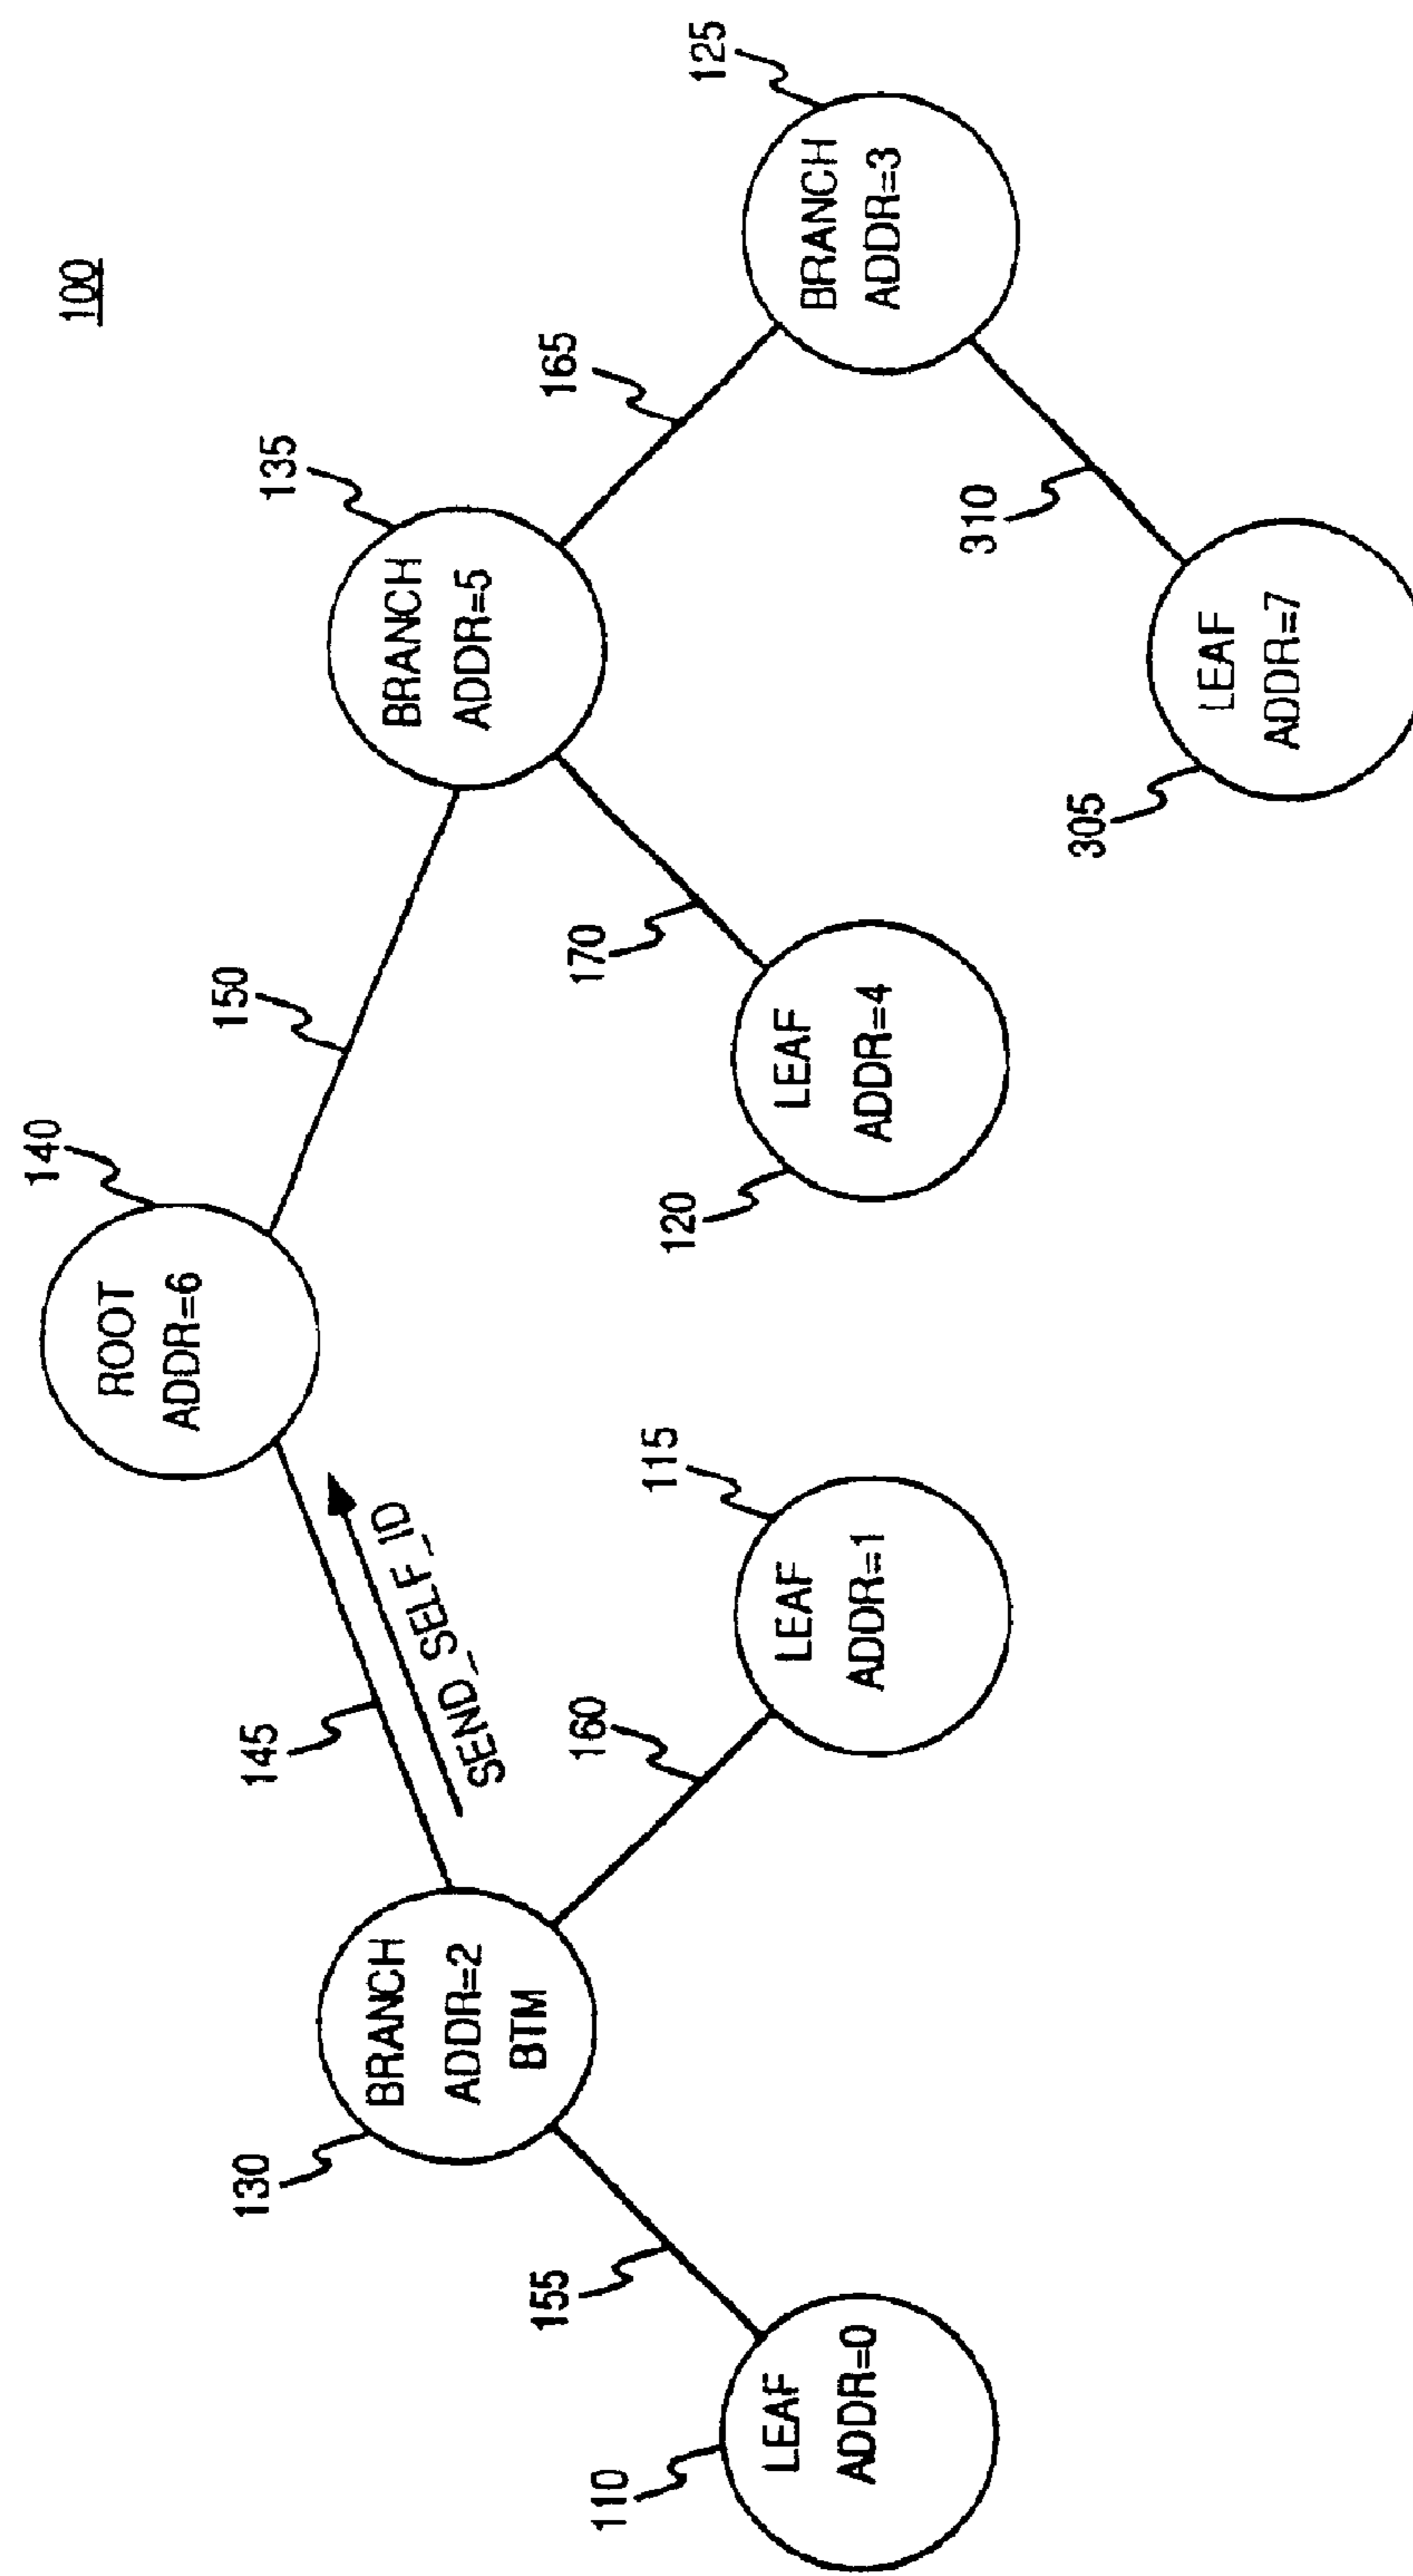 100
140
ROOT
ADDR=6
145
150
SEND_SELF_ID
130
BRANCH
ADDR=2
BTM
135
BRANCH
ADDR=5
155
160
170
165
110
LEAF
ADDR=0
115
LEAF
ADDR=1
120
LEAF
ADDR=4
125
BRANCH
ADDR=3
310
305
LEAF
ADDR=7